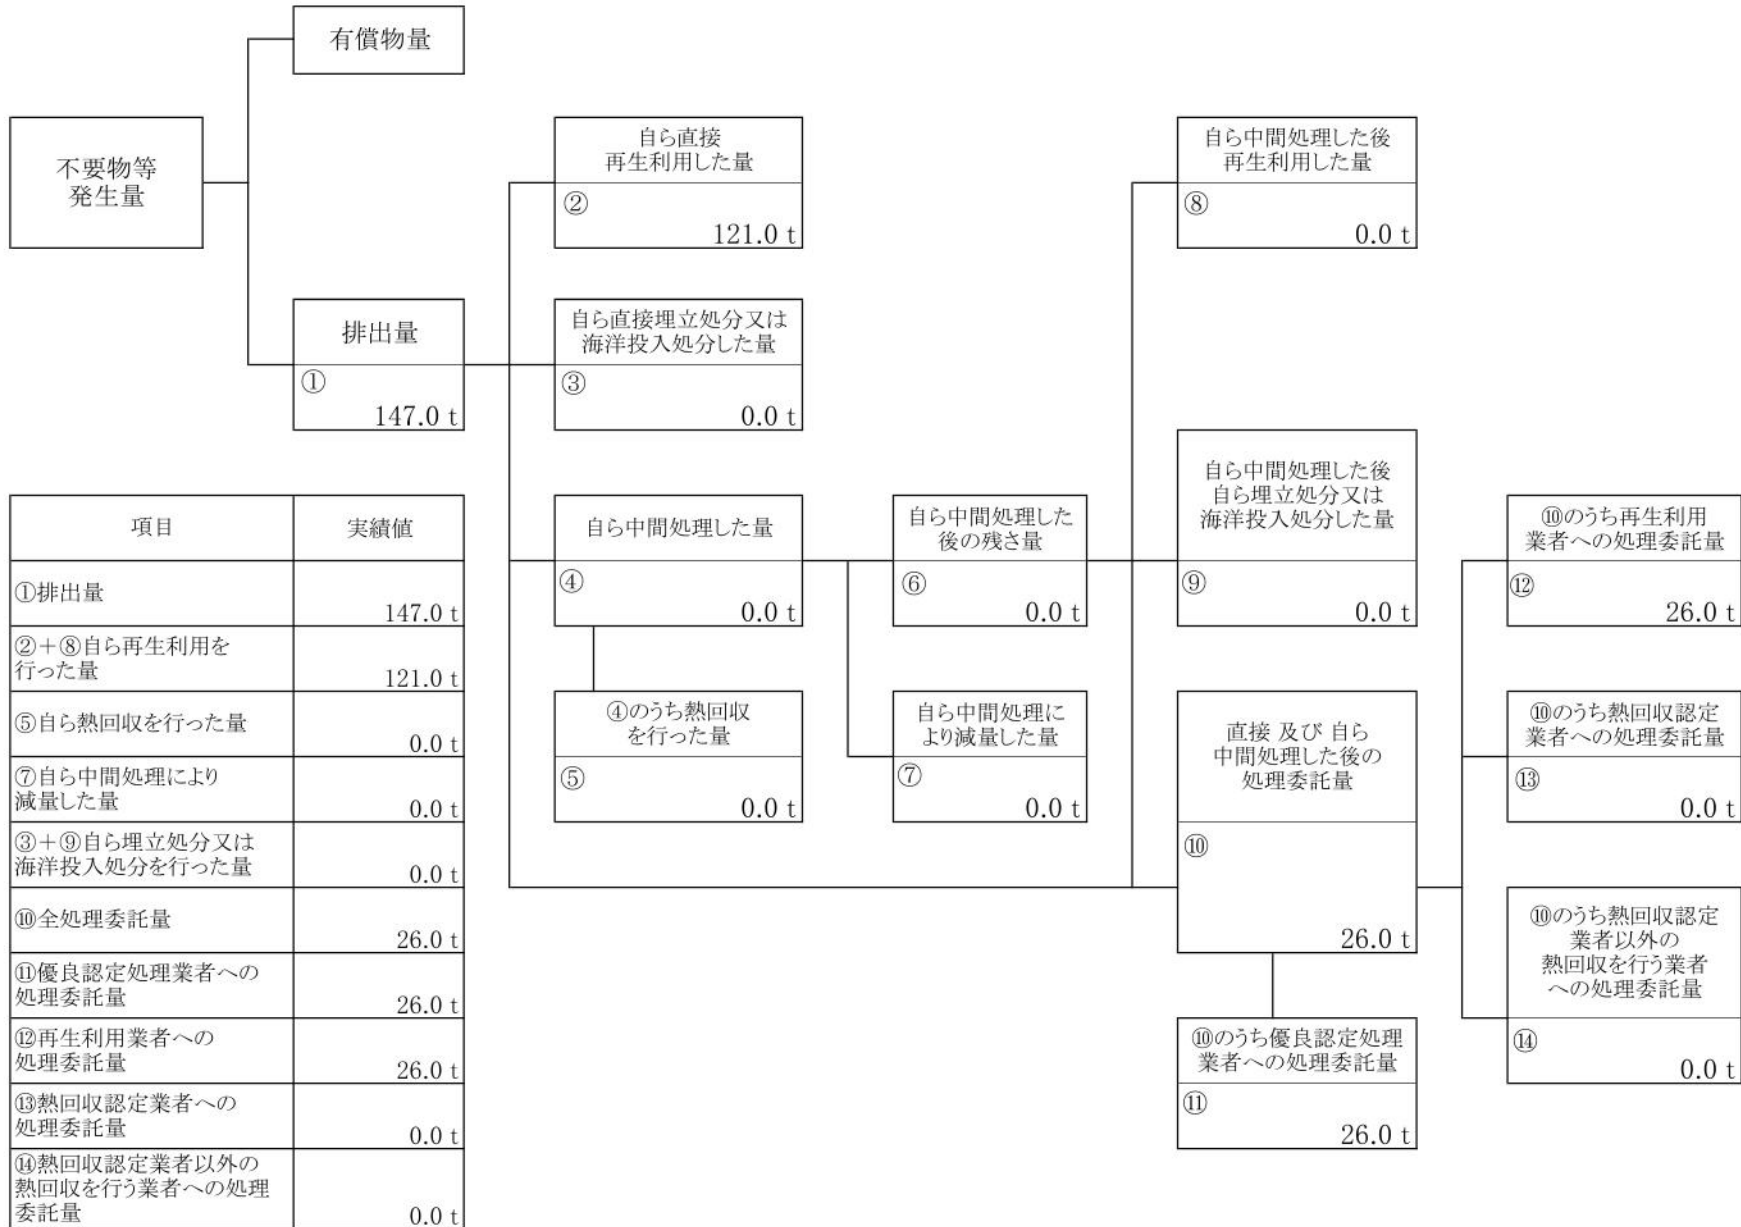 有償物量
不要物等
発生量
自ら直接
再生利用した量
②
121.0 t
自ら中間処理した後
再生利用した量
⑧
0.0 t
排出量
①
147.0 t
自ら直接埋立処分又は
海洋投入処分した量
③
0.0 t
自ら中間処理した量
④
0.0 t
自ら中間処理した
後の残さ量
⑥
0.0 t
自ら中間処理した後
自ら埋立処分又は
海洋投入処分した量
⑨
0.0 t
⑩のうち再生利用
業者への処理委託量
⑫
26.0 t
④のうち熱回収
を行った量
⑤
0.0 t
自ら中間処理に
より減量した量
⑦
0.0 t
直接 及び 自ら
中間処理した後の
処理委託量
⑩
26.0 t
⑩のうち熱回収認定
業者への処理委託量
⑬
0.0 t
⑩のうち熱回収認定
業者以外の
熱回収を行う業者
への処理委託量
⑭
0.0 t
⑩のうち優良認定処理
業者への処理委託量
⑪
26.0 t
項目 実績値
①排出量
147.0 t
②+⑧自ら再生利用を
行った量
121.0 t
⑤自ら熱回収を行った量
0.0 t
⑦自ら中間処理により
減量した量
0.0 t
③+⑨自ら埋立処分又は
海洋投入処分を行った量
0.0 t
⑩全処理委託量
26.0 t
⑪優良認定処理業者への
処理委託量
26.0 t
⑫再生利用業者への
処理委託量
26.0 t
⑬熱回収認定業者への
処理委託量
0.0 t
⑭熱回収認定業者以外の
熱回収を行う業者への処理
委託量
0.0 t